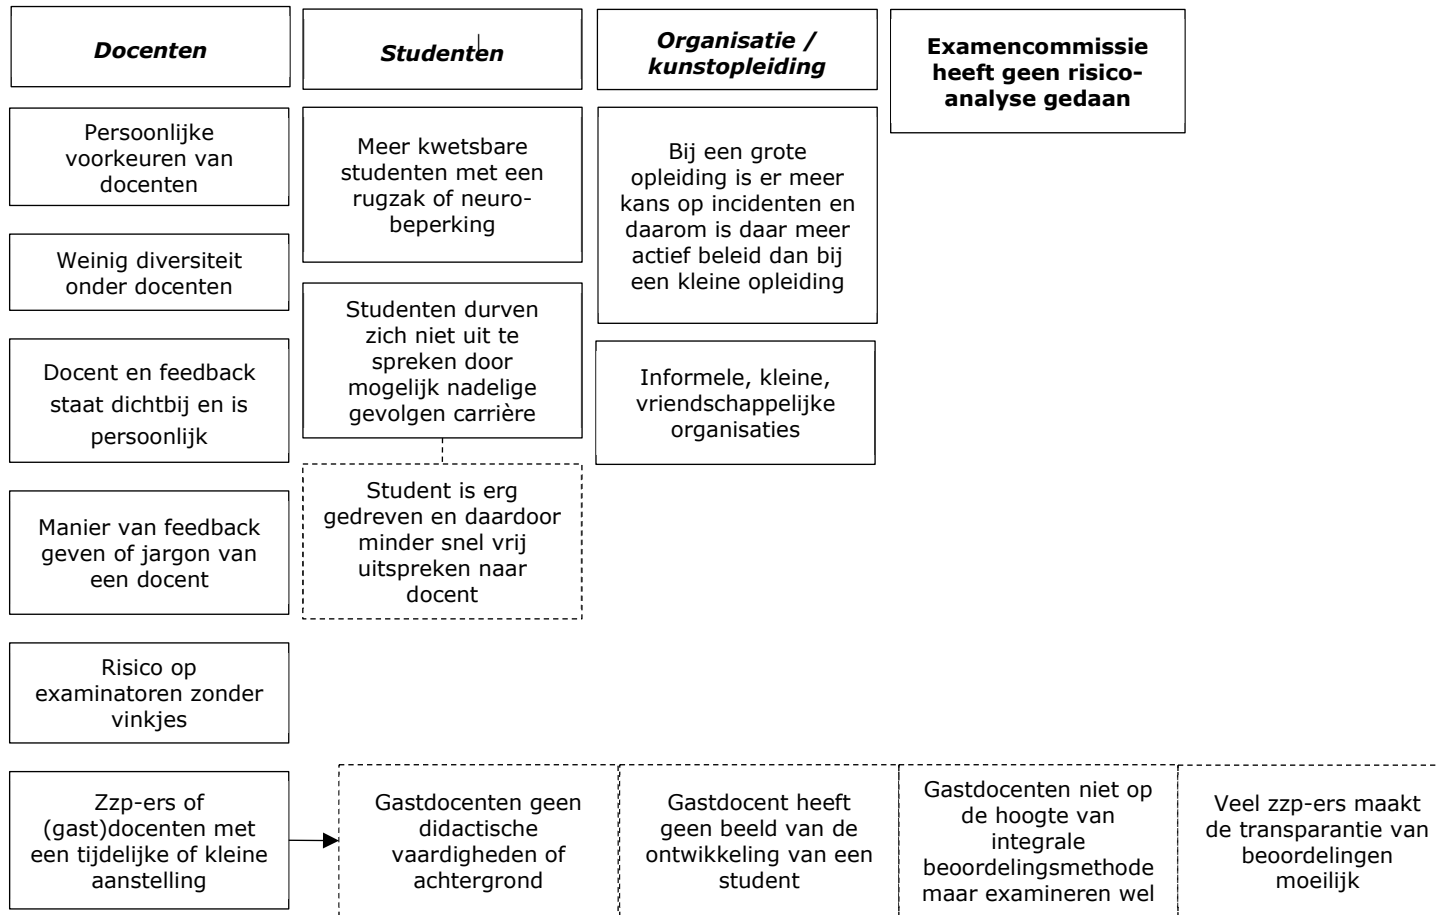 Docenten
Persoonlijke
voorkeuren van
docenten
Weinig diversiteit
onder docenten
Docent en feedback
staat dichtbij en is
persoonlijk
Manier van feedback
geven of jargon van
een docent
Risico op
examinatoren zonder
vinkjes
Zzp-ers of
(gast)docenten met
een tijdelijke of kleine
aanstelling
Studenten
Meer kwetsbare
studenten met een
rugzak of neuro-
beperking
Studenten durven
zich niet uit te
spreken door
mogelijk nadelige
gevolgen carrière
Student is erg
gedreven en daardoor
minder snel vrij
uitspreken naar
docent
Organisatie /
kunstopleiding
Bij een grote
opleiding is er meer
kans op incidenten en
daarom is daar meer
actief beleid dan bij
een kleine opleiding
Informele, kleine,
vriendschappelijke
organisaties
Examencommissie
heeft geen risico-
analyse gedaan
Gastdocenten geen
didactische
vaardigheden of
achtergrond
Gastdocent heeft
geen beeld van de
ontwikkeling van een
student
Gastdocenten niet op
de hoogte van
integrale
beoordelingsmethode
maar examineren wel
Veel zzp-ers maakt
de transparantie van
beoordelingen
moeilijk